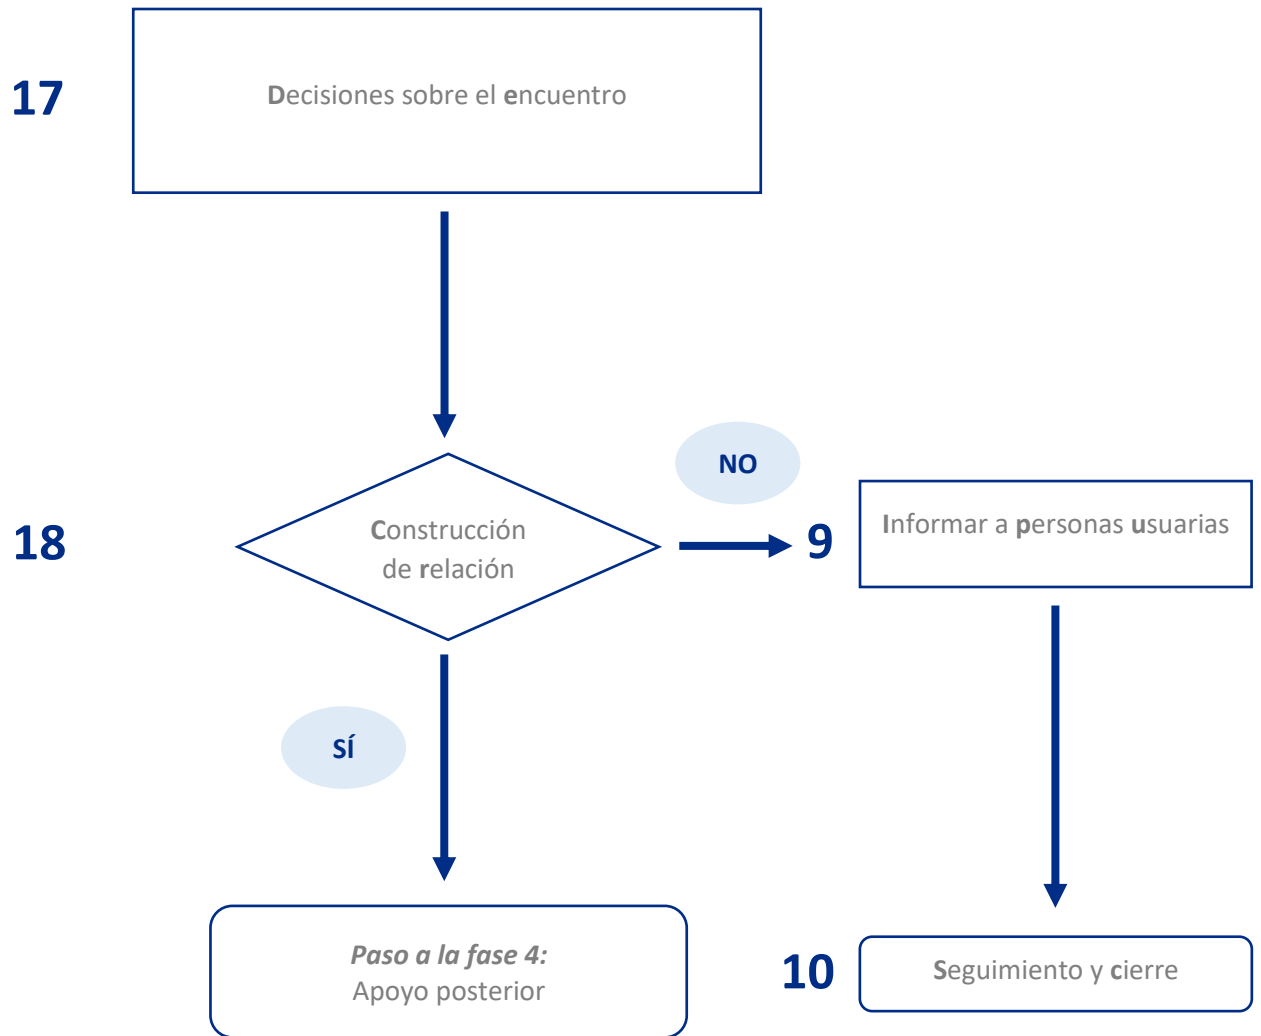 17
Decisiones sobre el encuentro
NO
18
Construcción
de relación
9
Informar a personas usuarias
SÍ
Paso a la fase 4:
Apoyo posterior
10
Seguimiento y cierre